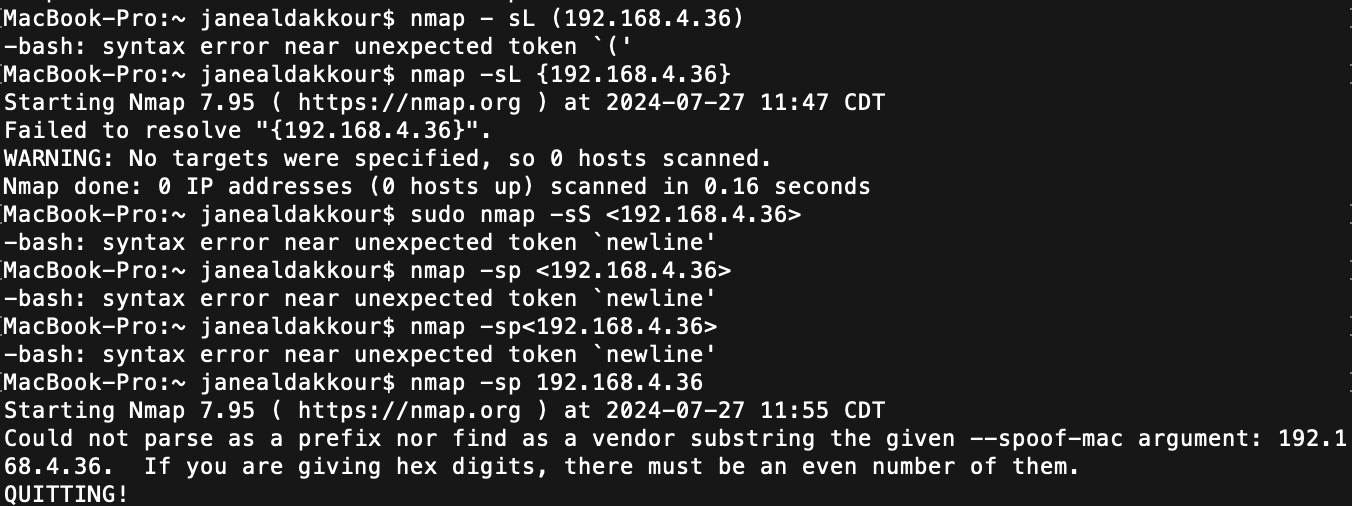 [MacBook-Pro:~ janealdakkour$ nmap - sL (192.168.4.36)
-bash: syntax error near unexpected token `('
[MacBook-Pro:~ janealdakkour$ nmap -sL {192.168.4.36}
Starting Nmap 7.95 ( https://nmap.org ) at 2024-07-27 11:47 CDT
Failed to resolve "{192.168.4.36}".
WARNING: No targets were specified, so 0 hosts scanned.
Nmap done: 0 IP addresses (0 hosts up) scanned in 0.16 seconds
[MacBook-Pro:~ janealdakkour$ sudo nmap -sS <192.168.4.36>
-bash: syntax error near unexpected token `newline'
[MacBook-Pro:~ janealdakkour$ nmap -sp <192.168.4.36>
-bash: syntax error near unexpected token `newline'
[MacBook-Pro:~ janealdakkour$ nmap -sp<192.168.4.36>
-bash: syntax error near unexpected token `newline'
[MacBook-Pro:~ janealdakkour$ nmap -sp 192.168.4.36
Starting Nmap 7.95 ( https://nmap.org ) at 2024-07-27 11:55 CDT
Could not parse as a prefix nor find as a vendor substring the given --spoof-mac argument: 192.1
68.4.36.  If you are giving hex digits, there must be an even number of them.
QUITTING!